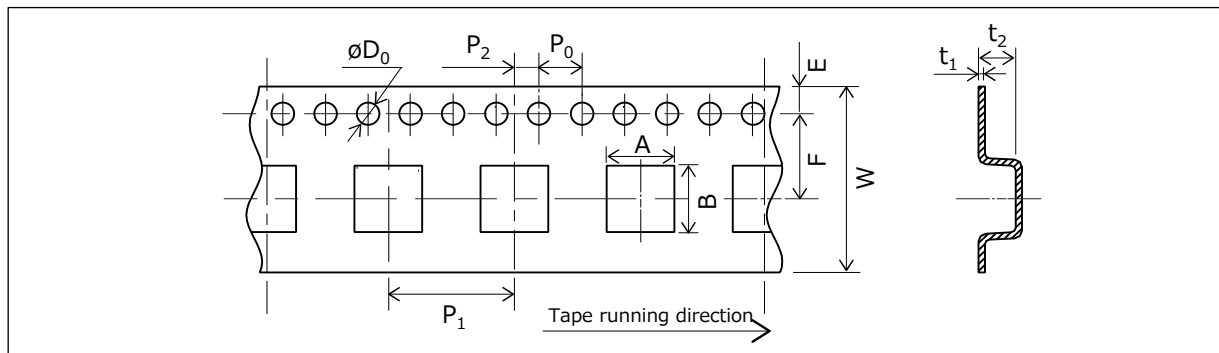 øD₀
P₂
P₀
E
t₁
t₂
A
B
F
W
P₁
Tape running direction